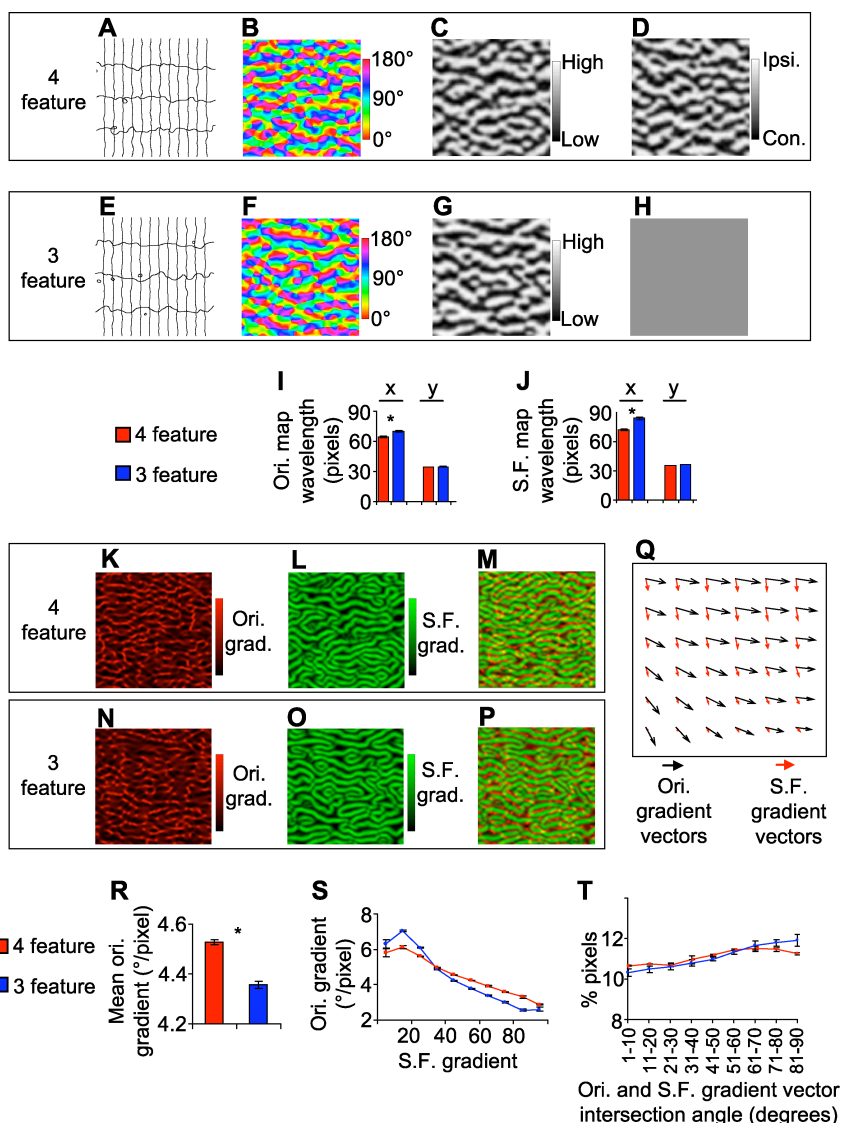 A
B
C
D
4
feature
180°
90°
0°
High
Low
Ipsi.
Con.
E
F
G
H
3
feature
180°
90°
0°
High
Low
I
J
4 feature
3 feature
x
y
*
90
60
30
0
Ori. map
wavelength
(pixels)
x
y
*
90
60
30
0
S.F. map
wavelength
(pixels)
K
L
M
Q
4
feature
Ori.
grad.
S.F.
grad.
N
O
P
3
feature
Ori.
grad.
S.F.
grad.
Ori.
gradient
vectors
S.F.
gradient
vectors
R
S
T
4 feature
3 feature
Mean ori.
gradient (°/pixel)
4.6
4.4
4.2
*
Ori. gradient
(°/pixel)
8
6
4
2
20
40
60
80
S.F. gradient
% pixels
12
10
8
1-10
11-20
21-30
31-40
41-50
51-60
61-70
71-80
81-90
Ori. and S.F. gradient vector
intersection angle (degrees)